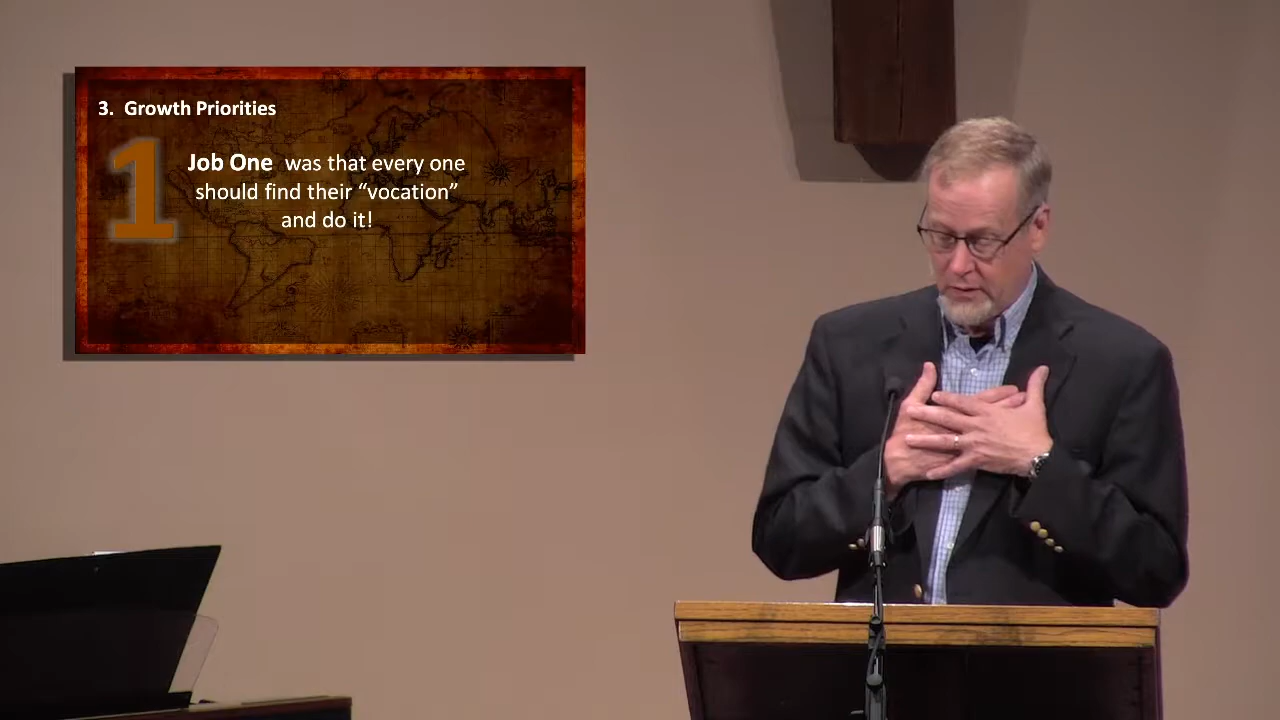 3. Growth Priorities
1
Job One was that every one
should find their “vocation”
and do it!